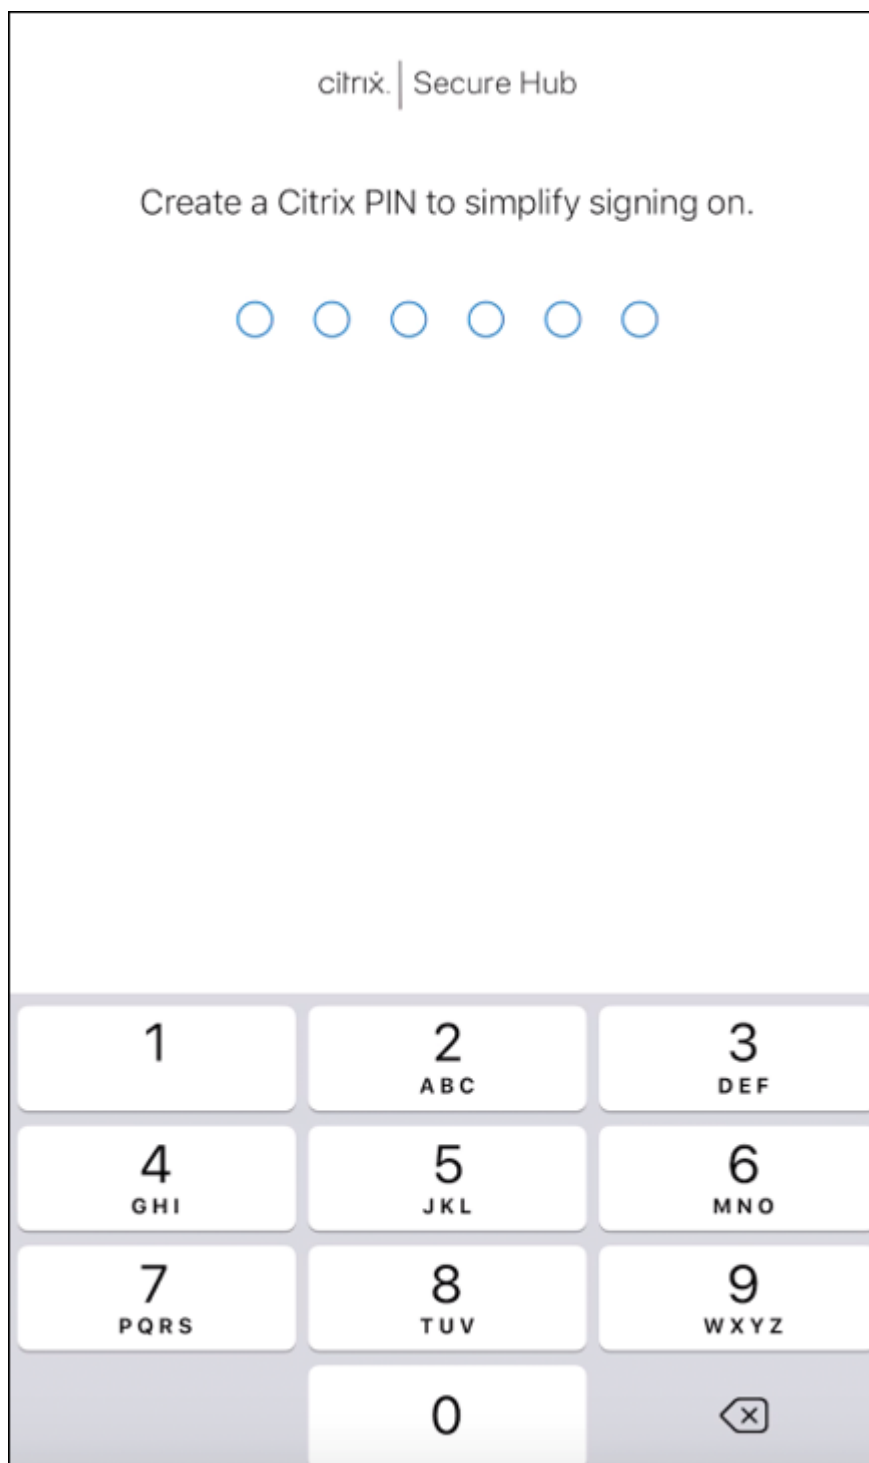 citrix. | Secure Hub
Create a Citrix PIN to simplify signing on.
1 2 3
ABC DEF
4 5 6
GHI JKL MNO
7 8 9
PQRS TUV WXYZ
0